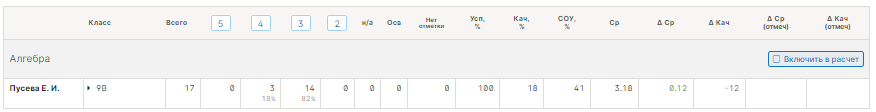 Класс Всего 5 4 3 2 н/а Осв Нет отметки Усп, % Кач, % СОУ, % Ср Δ Ср Δ Кач Δ Ср (отмеч) Δ Кач (отмеч)
Алгебра Включить в расчет
Пусева Е. И. 9В 17 0 3 14 0 0 0 0 100 18 41 3.18 0.12 -12
18% 82%